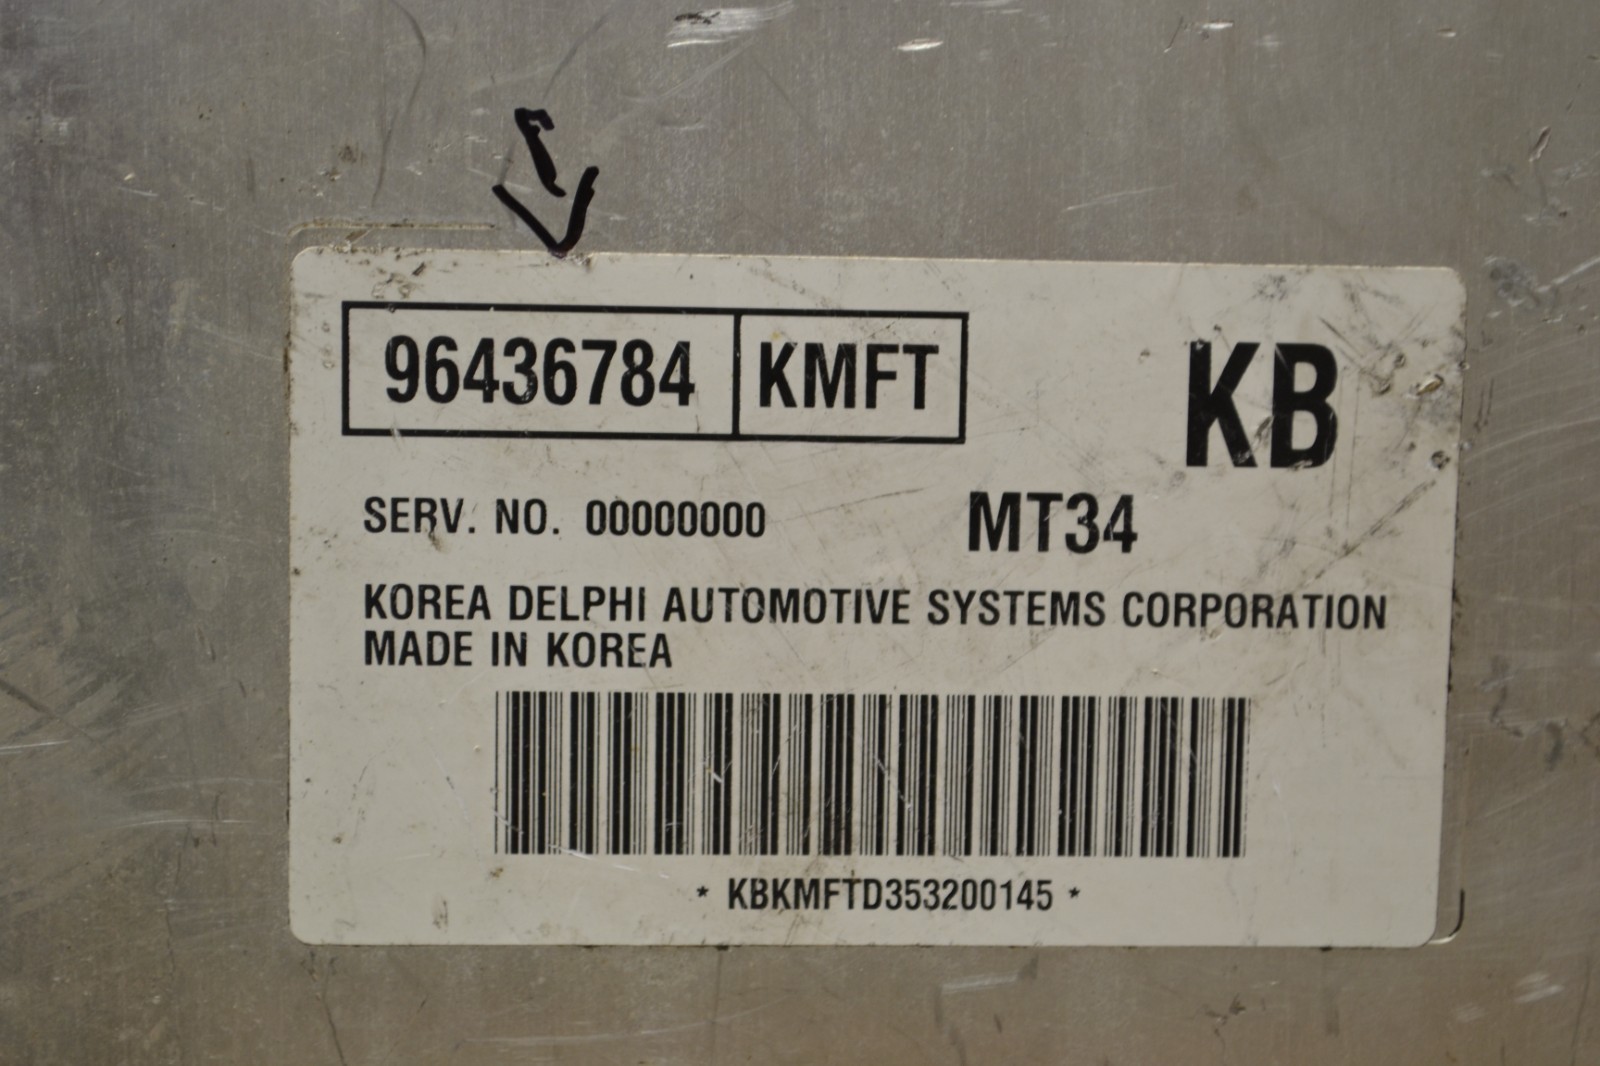 96436784 KMFT
KB
SERV. NO. 00000000
MT34
KOREA DELPHI AUTOMOTIVE SYSTEMS CORPORATION
MADE IN KOREA
* KBKMFTD353200145 *